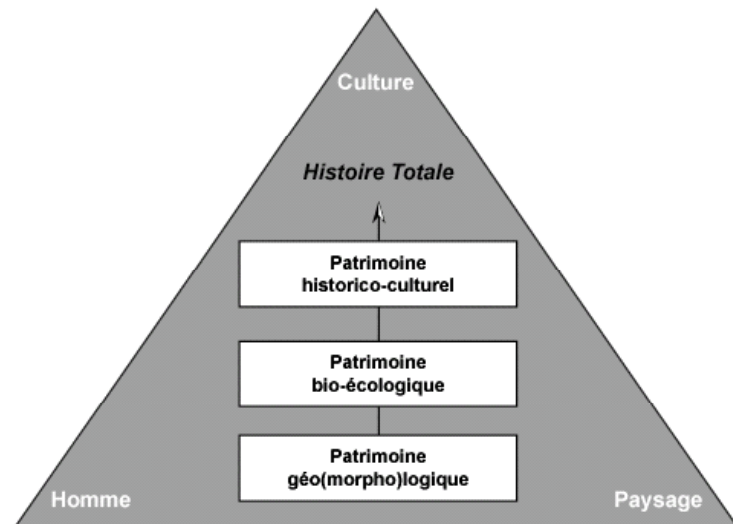 Culture
Histoire Totale
Patrimoine
historico-culturel
Patrimoine
bio-écologique
Patrimoine
géo(morpho)logique
Homme
Paysage